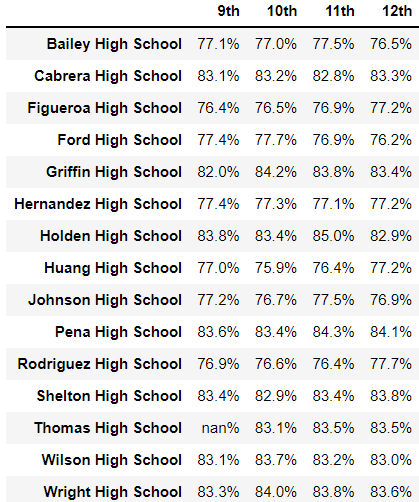 9th 10th 11th 12th
Bailey High School 77.1% 77.0% 77.5% 76.5%
Cabrera High School 83.1% 83.2% 82.8% 83.3%
Figueroa High School 76.4% 76.5% 76.9% 77.2%
Ford High School 77.4% 77.7% 76.9% 76.2%
Griffin High School 82.0% 84.2% 83.8% 83.4%
Hernandez High School 77.4% 77.3% 77.1% 77.2%
Holden High School 83.8% 83.4% 85.0% 82.9%
Huang High School 77.0% 75.9% 76.4% 77.2%
Johnson High School 77.2% 76.7% 77.5% 76.9%
Pena High School 83.6% 83.4% 84.3% 84.1%
Rodriguez High School 76.9% 76.6% 76.4% 77.7%
Shelton High School 83.4% 82.9% 83.4% 83.8%
Thomas High School nan% 83.1% 83.5% 83.5%
Wilson High School 83.1% 83.7% 83.2% 83.0%
Wright High School 83.3% 84.0% 83.8% 83.6%